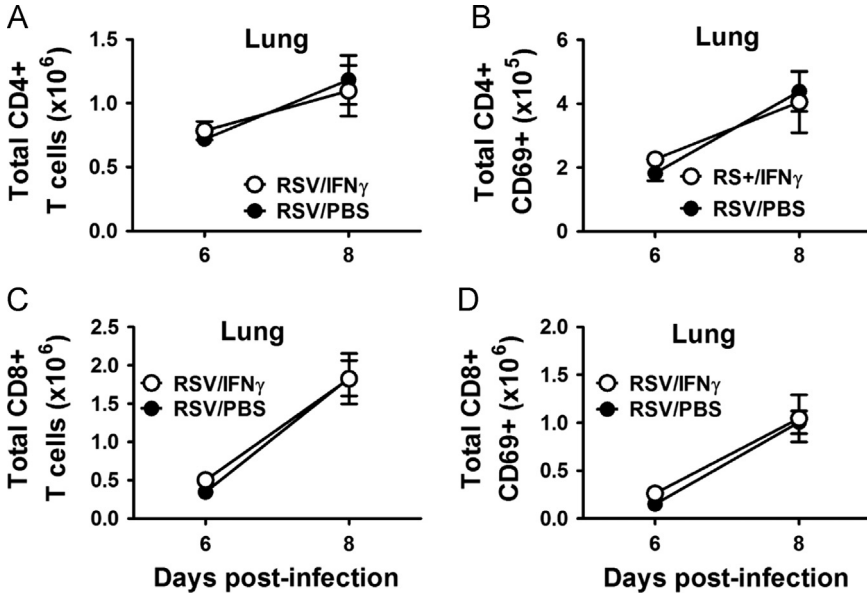 A
Lung
Total CD4+
T cells (x10⁶)
1.5
1.0
0.5
0.0
RSV/IFNγ
RSV/PBS
6
8
B
Lung
Total CD4+
CD69+ (x10⁵)
6
4
2
0
RS+/IFNγ
RSV/PBS
6
8
C
Lung
Total CD8+
T cells (x10⁶)
2.5
2.0
1.5
1.0
0.5
0.0
RSV/IFNγ
RSV/PBS
6
8
Days post-infection
D
Lung
Total CD8+
CD69+ (x10⁶)
2.0
1.5
1.0
0.5
0.0
RSV/IFNγ
RSV/PBS
6
8
Days post-infection